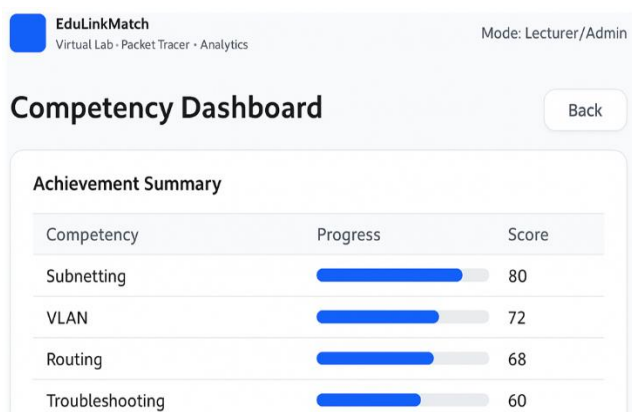 EduLinkMatch
Virtual Lab · Packet Tracer · Analytics
Mode: Lecturer/Admin
Competency Dashboard
Back
Achievement Summary
Competency Progress Score
Subnetting 80
VLAN 72
Routing 68
Troubleshooting 60